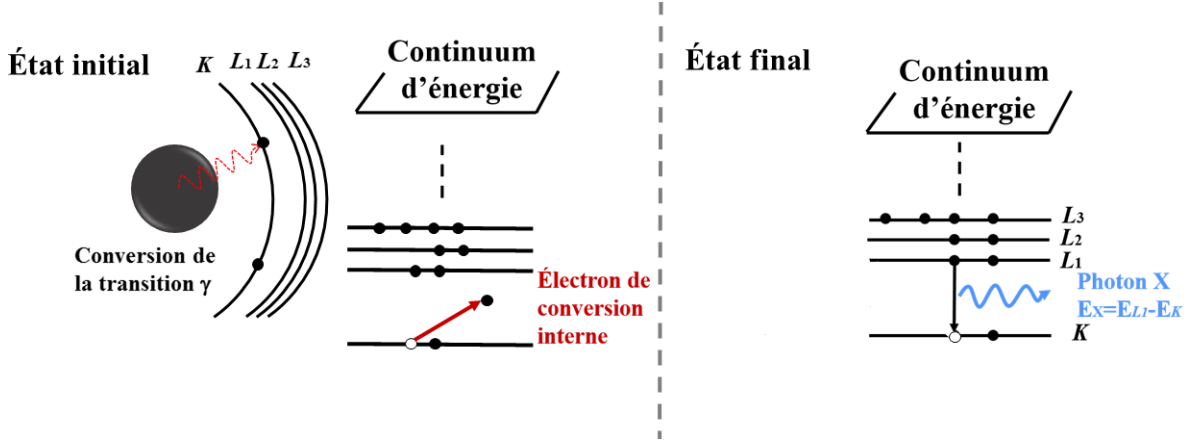 État initial
K L1 L2 L3
Continuum
d’énergie
Conversion de
la transition γ
Électron de
conversion
interne
État final
Continuum
d’énergie
L3
L2
L1
Photon X
EX=EL1-EK
K